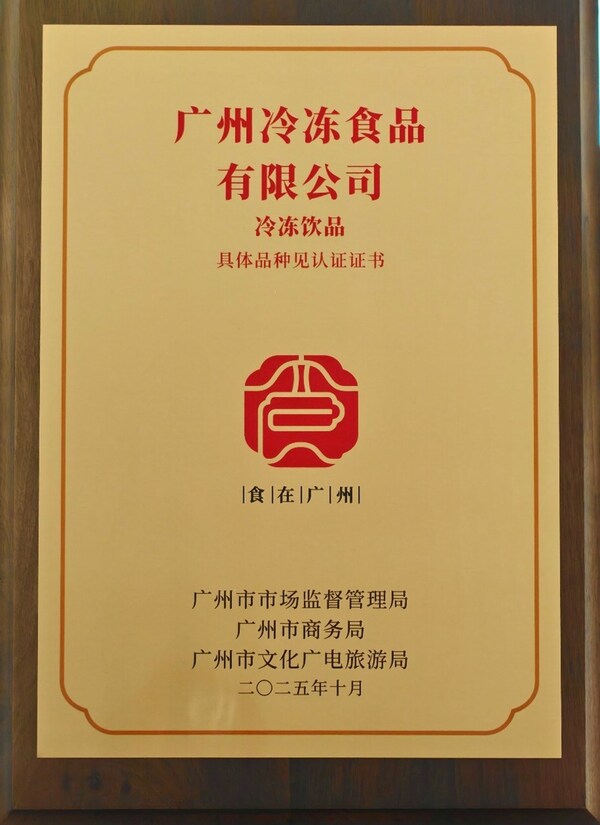 广州冷冻食品
有限公司
冷冻饮品
具体品种见认证证书
|食|在|广|州|
广州市市场监督管理局
广州市商务局
广州市文化广电旅游局
二〇二五年十月